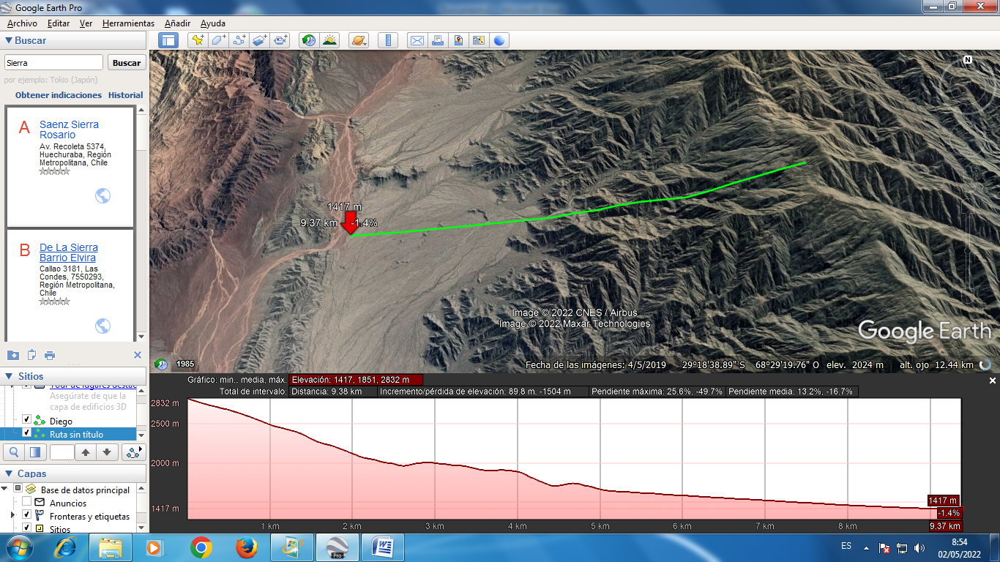 Google Earth Pro
Archivo Editar Ver Herramientas Añadir Ayuda
Buscar
Sierra
Buscar
por ejemplo: Tokio (Japón)
Obtener indicaciones Historial
A
Saenz Sierra
Rosario
Av. Recoleta 5374,
Huechuraba, Región
Metropolitana, Chile
B
De La Sierra
Barrio Elvira
Callao 3181, Las
Condes, 7550293,
Región Metropolitana,
Chile
Sitios
Tour de lugares destac
Asegúrate de que la
capa de edificios 3D
Diego
Ruta sin título
Capas
Base de datos principal
Anuncios
Fronteras y etiquetas
Sitios
N
1417 m
9.37 km -1.4%
Image © 2022 CNES / Airbus
Image © 2022 Maxar Technologies
Google Earth
1985
Fecha de las imágenes: 4/5/2019 29°18'38.89" S 68°29'19.76" O elev. 2024 m alt. ojo 12.44 km
Gráfico: min., media, máx. Elevación: 1417, 1851, 2832 m
Total de intervalo: Distancia: 9.38 km Incremento/pérdida de elevación: 89.8 m, -1504 m Pendiente máxima: 25.6%, -49.7% Pendiente media: 13.2%, -16.7%
2832 m
2500 m
2000 m
1417 m
1417 m
-1.4%
1 km 2 km 3 km 4 km 5 km 6 km 7 km 8 km 9.37 km
Pro
ES
8:54
02/05/2022